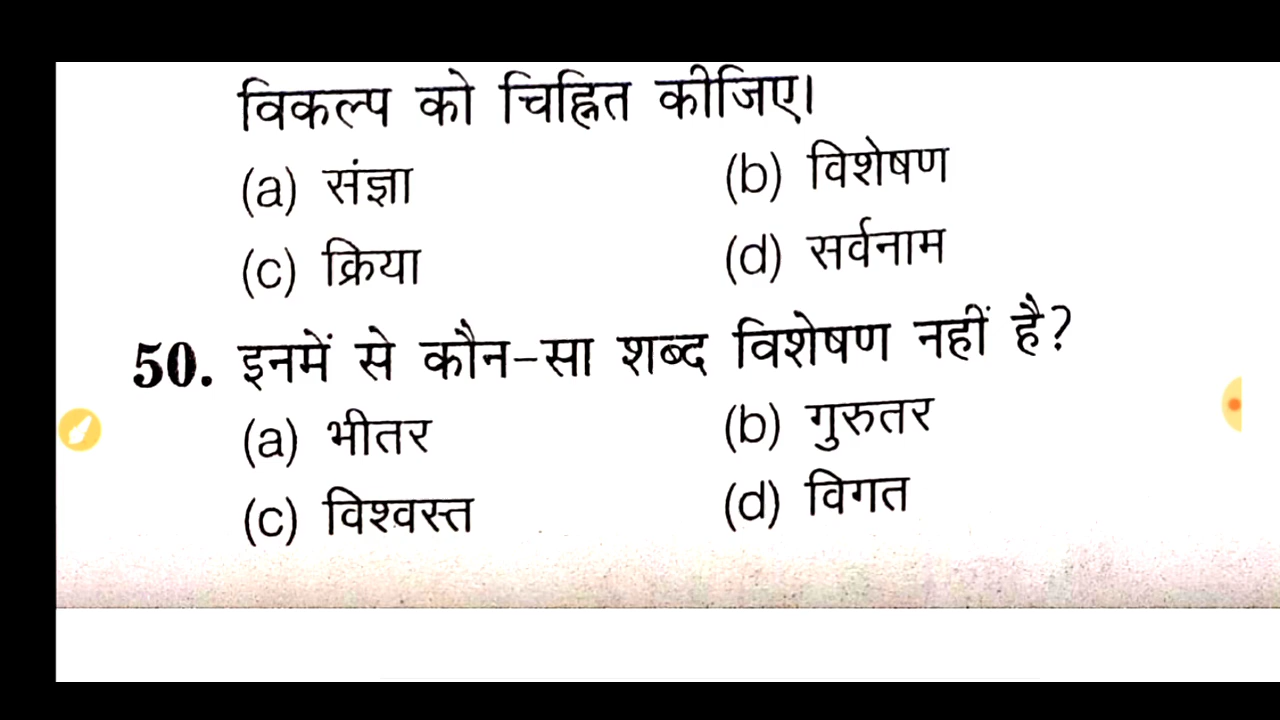 विकल्प को चिह्नित कीजिए।
(a) संज्ञा (b) विशेषण
(c) क्रिया (d) सर्वनाम
50. इनमें से कौन-सा शब्द विशेषण नहीं है?
(a) भीतर (b) गुरुतर
(c) विश्वस्त (d) विगत